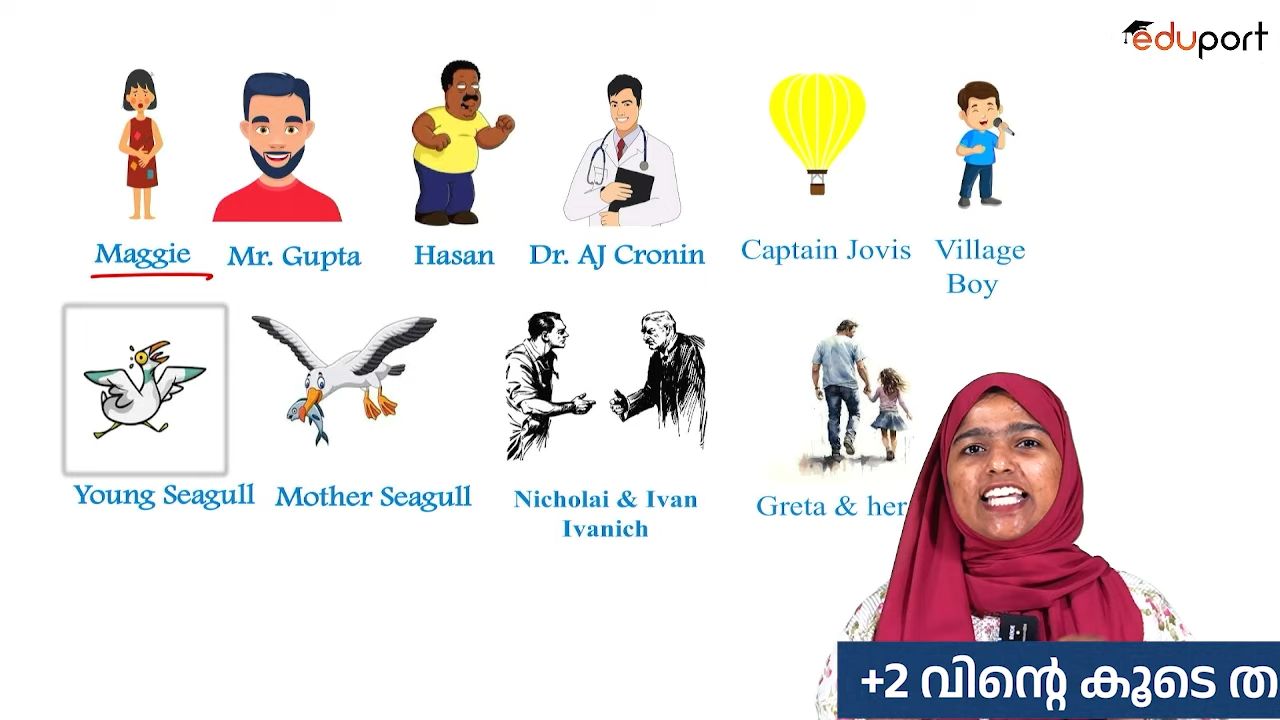 eduport
Maggie
Mr. Gupta
Hasan
Dr. AJ Cronin
Captain Jovis
Village
Boy
Young Seagull
Mother Seagull
Nicholai & Ivan
Ivanich
Greta & her
+2 വിന്റെ കൂടെ ത